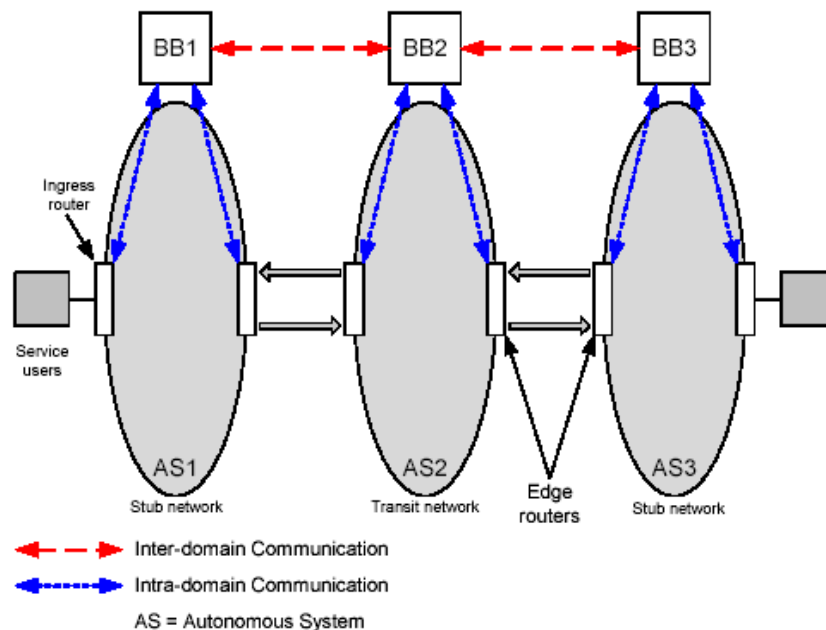 BB1
BB2
BB3
Ingress
router
Service
users
AS1
AS2
AS3
Stub network
Transit network
Edge
routers
Stub network
Inter-domain Communication
Intra-domain Communication
AS = Autonomous System